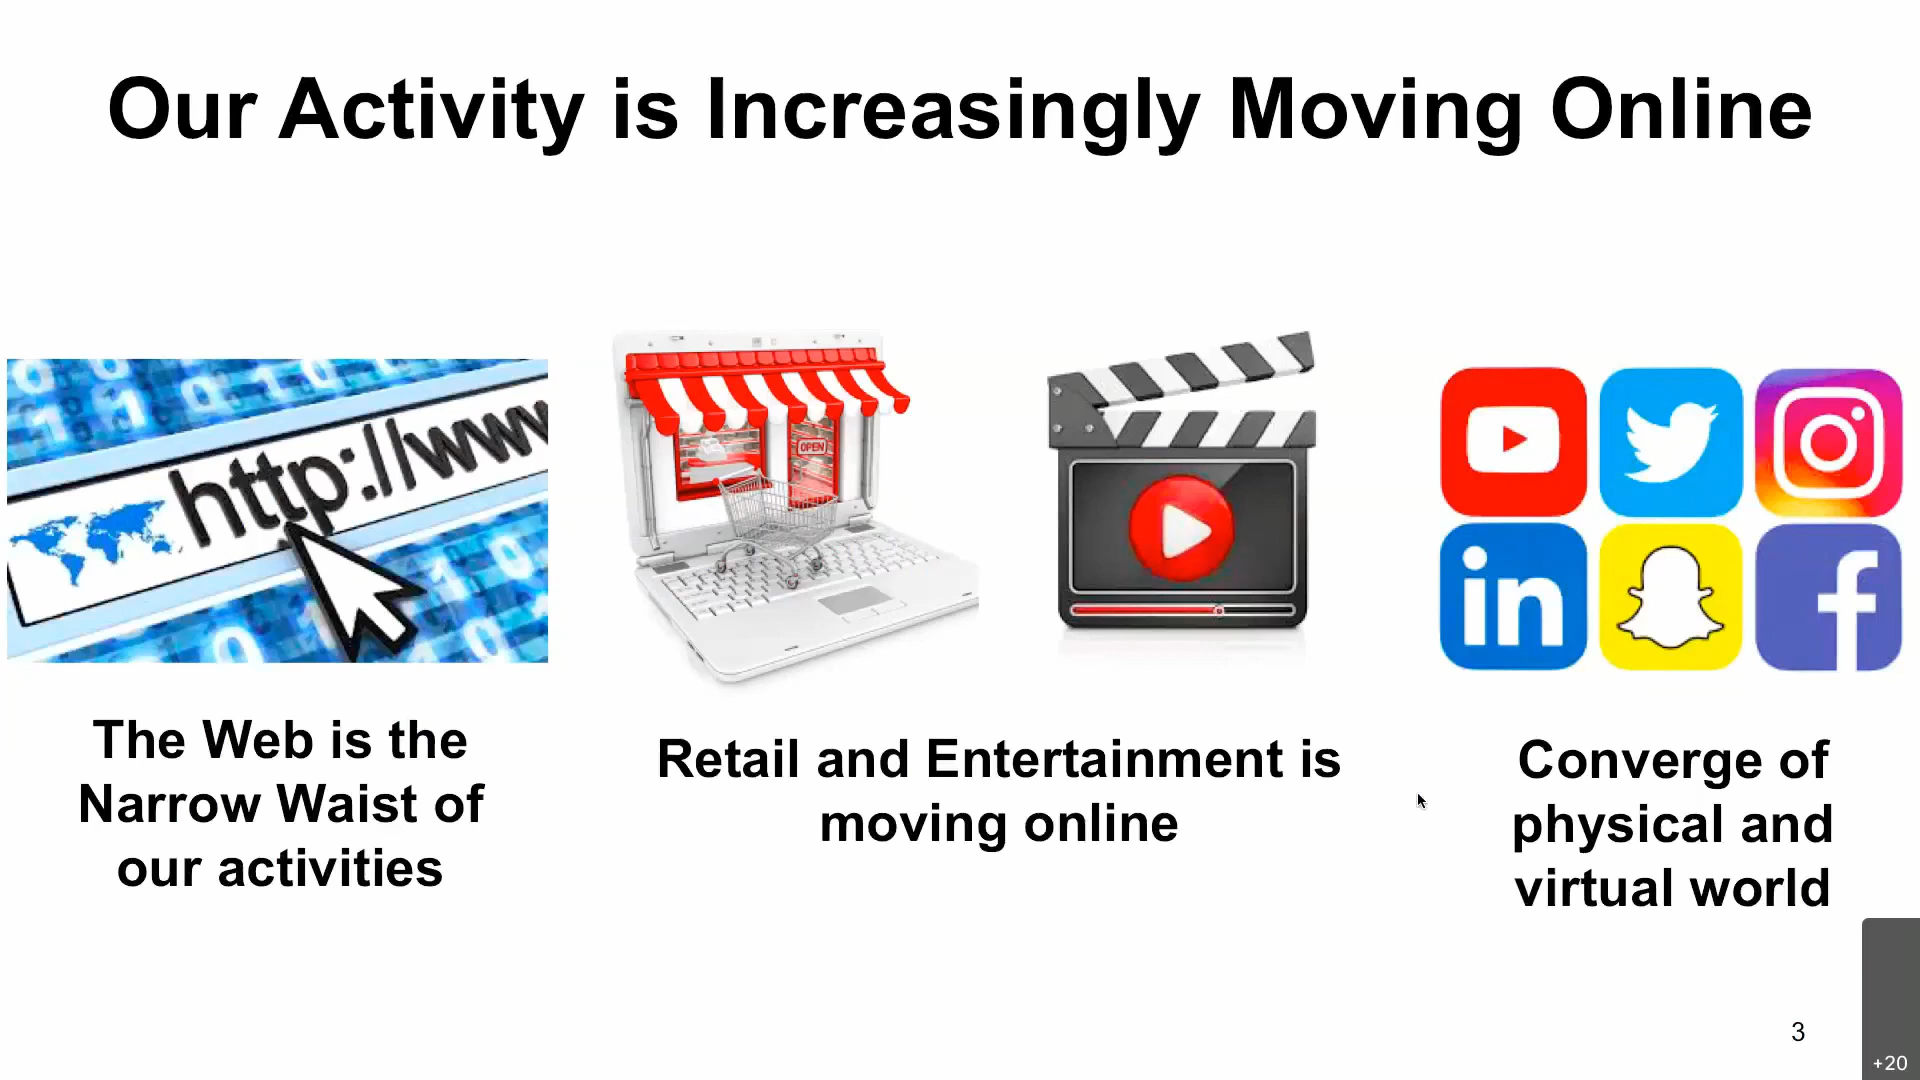 Our Activity is Increasingly Moving Online
http://www
OPEN
in
f
The Web is the
Narrow Waist of
our activities
Retail and Entertainment is
moving online
Converge of
physical and
virtual world
3
+20